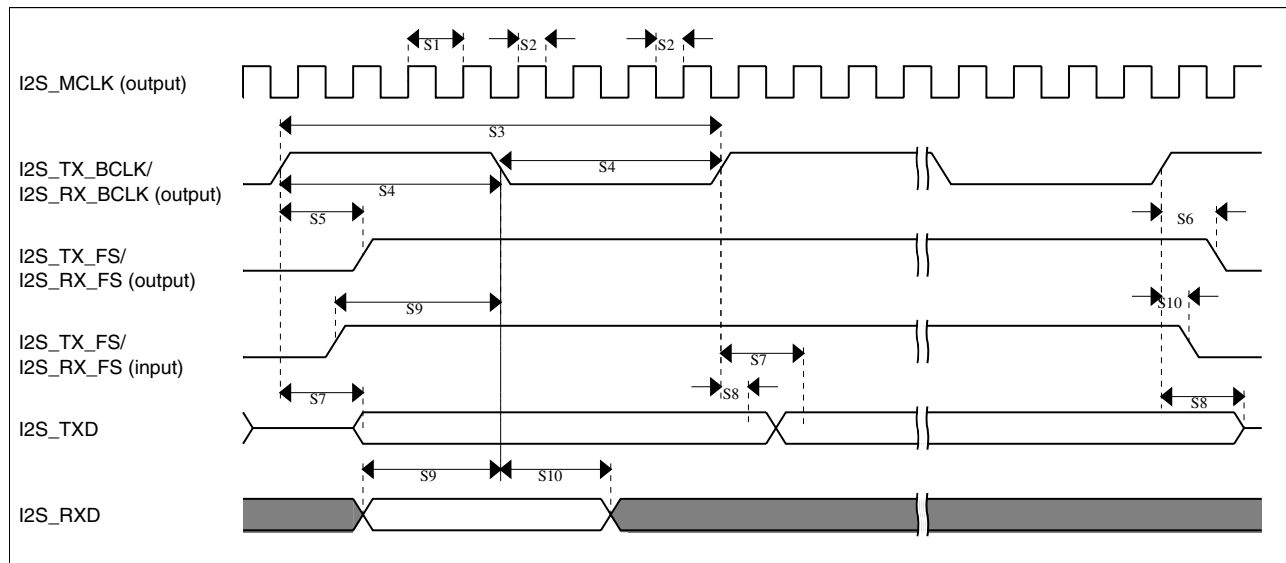 S1
S2
S2
I2S_MCLK (output)
S3
I2S_TX_BCLK/
I2S_RX_BCLK (output)
S4
S4
S5
S6
I2S_TX_FS/
I2S_RX_FS (output)
S9
S10
I2S_TX_FS/
I2S_RX_FS (input)
S7
S7
S8
S8
I2S_TXD
S9
S10
I2S_RXD